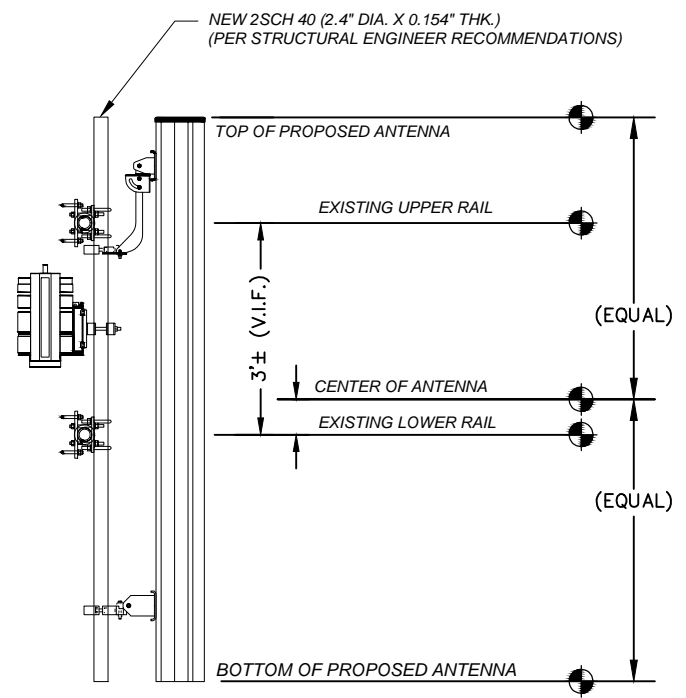 NEW 2SCH 40 (2.4" DIA. X 0.154" THK.)
(PER STRUCTURAL ENGINEER RECOMMENDATIONS)
TOP OF PROPOSED ANTENNA
EXISTING UPPER RAIL
3'± (V.I.F.)
(EQUAL)
CENTER OF ANTENNA
EXISTING LOWER RAIL
(EQUAL)
BOTTOM OF PROPOSED ANTENNA